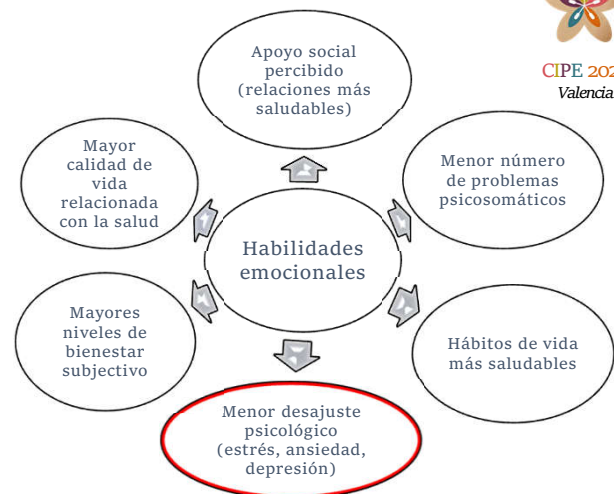 Apoyo social
percibido
(relaciones más
saludables)
CIPE 202
Valencia
Mayor
calidad de
vida
relacionada
con la salud
Menor número
de problemas
psicosomáticos
Habilidades
emocionales
Mayores
niveles de
bienestar
subjectivo
Hábitos de vida
más saludables
Menor desajuste
psicológico
(estrés, ansiedad,
depresión)